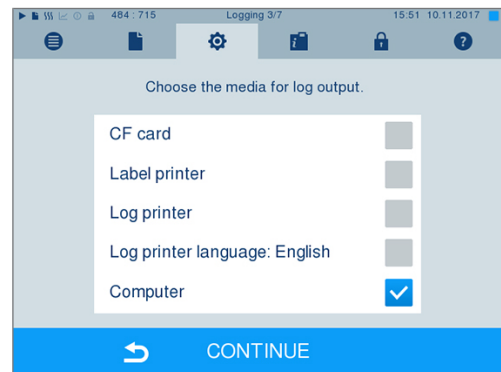 484 : 715 Logging 3/7 15:51 10.11.2017
Choose the media for log output.
CF card
Label printer
Log printer
Log printer language: English
Computer
CONTINUE